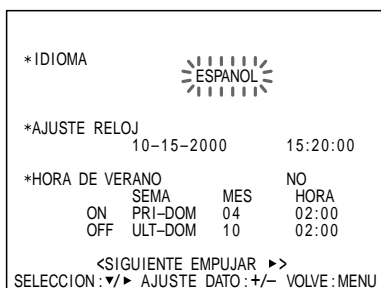 *IDIOMA
ESPANOL
*AJUSTE RELOJ
10–15–2000 15:20:00
*HORA DE VERANO NO
SEMA MES HORA
ON PRI–DOM 04 02:00
OFF ULT–DOM 10 02:00
<SIGUIENTE EMPUJAR ►>
SELECCION:▼/► AJUSTE DATO:+/– VOLVE:MENU